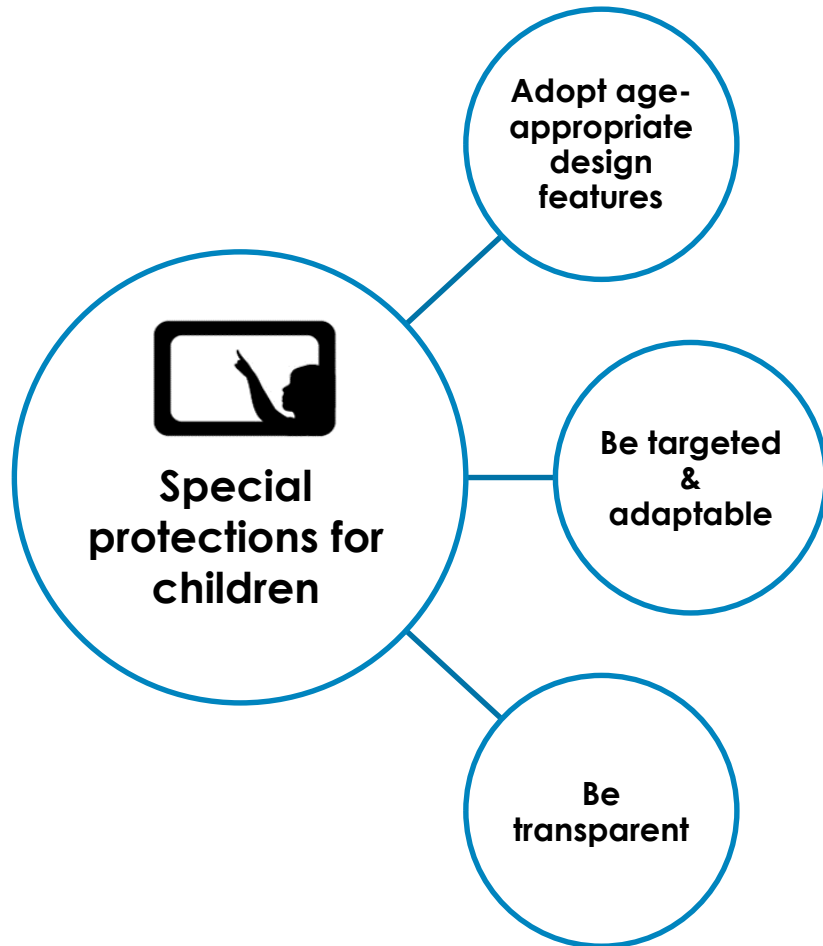 Adopt age-
appropriate
design
features
Special
protections for
children
Be targeted
&
adaptable
Be
transparent